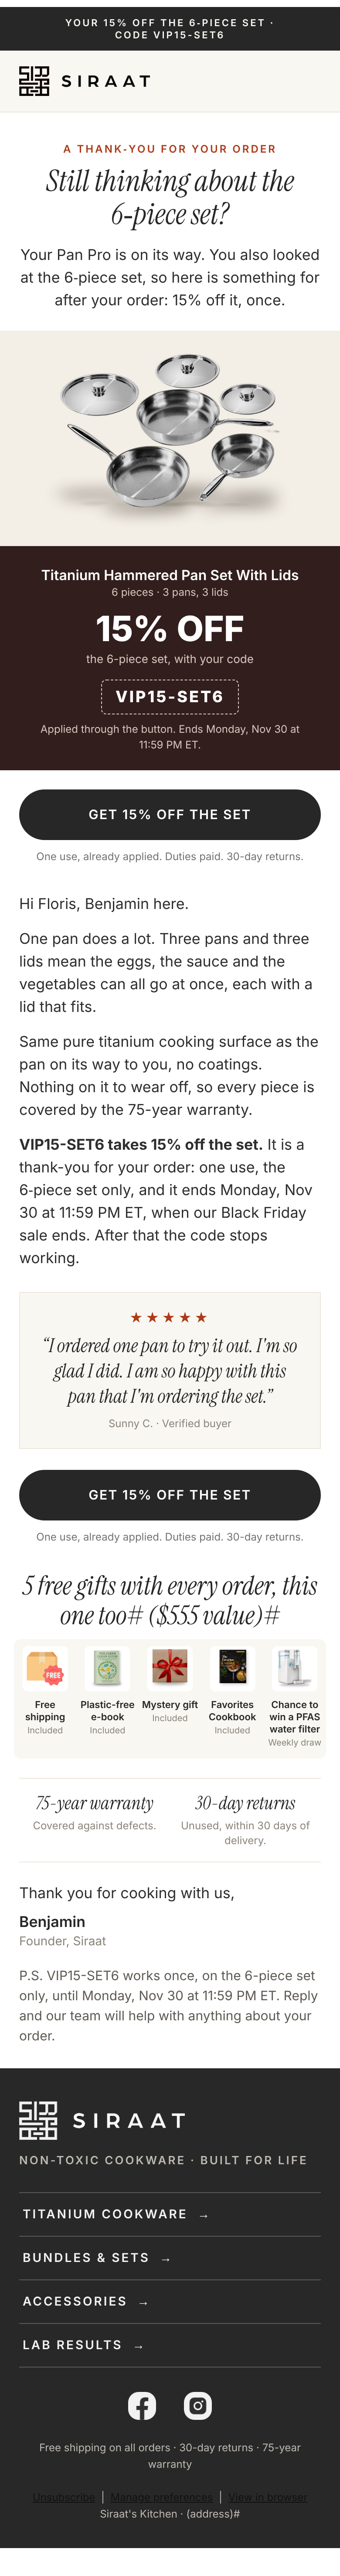 YOUR 15% OFF THE 6-PIECE SET ·
CODE VIP15-SET6
SIRAAT
A THANK-YOU FOR YOUR ORDER
Still thinking about the
6-piece set?
Your Pan Pro is on its way. You also looked
at the 6-piece set, so here is something for
after your order: 15% off it, once.
Titanium Hammered Pan Set With Lids
6 pieces · 3 pans, 3 lids
15% OFF
the 6-piece set, with your code
VIP15-SET6
Applied through the button. Ends Monday, Nov 30 at
11:59 PM ET.
GET 15% OFF THE SET
One use, already applied. Duties paid. 30-day returns.
Hi Floris, Benjamin here.
One pan does a lot. Three pans and three
lids mean the eggs, the sauce and the
vegetables can all go at once, each with a
lid that fits.
Same pure titanium cooking surface as the
pan on its way to you, no coatings.
Nothing on it to wear off, so every piece is
covered by the 75-year warranty.
VIP15-SET6 takes 15% off the set. It is a
thank-you for your order: one use, the
6-piece set only, and it ends Monday, Nov
30 at 11:59 PM ET, when our Black Friday
sale ends. After that the code stops
working.
★★★★★
“I ordered one pan to try it out. I'm so
glad I did. I am so happy with this
pan that I'm ordering the set.”
Sunny C. · Verified buyer
GET 15% OFF THE SET
One use, already applied. Duties paid. 30-day returns.
5 free gifts with every order, this
one too# ($555 value)#
FREE
Free
shipping
Included
Plastic-free
e-book
Included
Mystery gift
Included
Favorites
Cookbook
Included
Chance to
win a PFAS
water filter
Weekly draw
75-year warranty
Covered against defects.
30-day returns
Unused, within 30 days of
delivery.
Thank you for cooking with us,
Benjamin
Founder, Siraat
P.S. VIP15-SET6 works once, on the 6-piece set
only, until Monday, Nov 30 at 11:59 PM ET. Reply
and our team will help with anything about your
order.
SIRAAT
NON-TOXIC COOKWARE · BUILT FOR LIFE
TITANIUM COOKWARE →
BUNDLES & SETS →
ACCESSORIES →
LAB RESULTS →
Free shipping on all orders · 30-day returns · 75-year
warranty
Unsubscribe | Manage preferences | View in browser
Siraat's Kitchen · (address)#